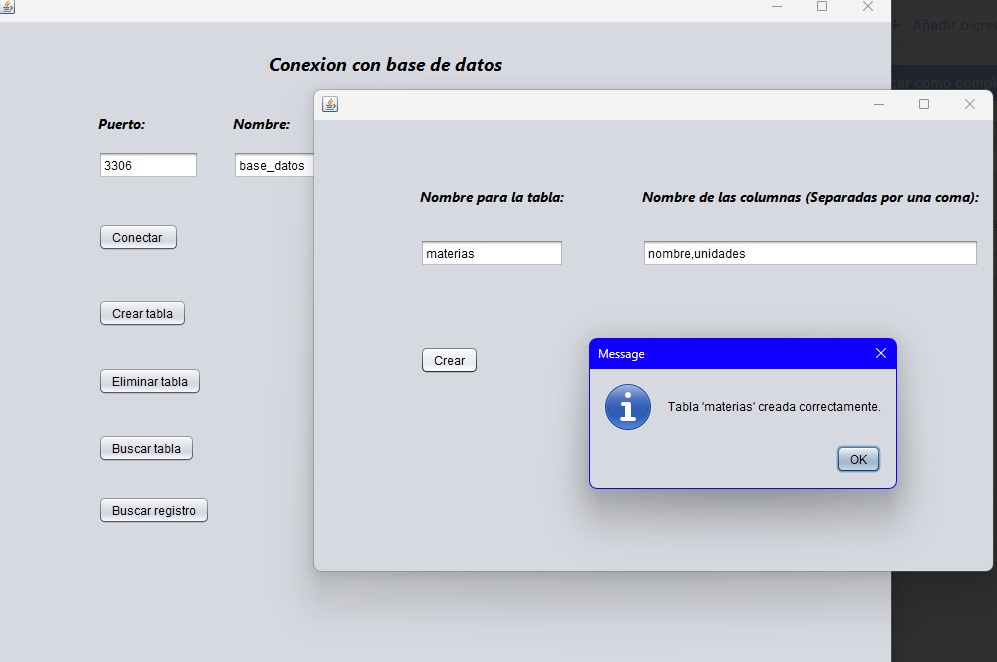 Añadir o crea
car como compl
Conexion con base de datos
Puerto:
Nombre:
3306
base_datos
Conectar
Crear tabla
Eliminar tabla
Buscar tabla
Buscar registro
Nombre para la tabla:
Nombre de las columnas (Separadas por una coma):
materias
nombre,unidades
Crear
Message
Tabla 'materias' creada correctamente.
OK